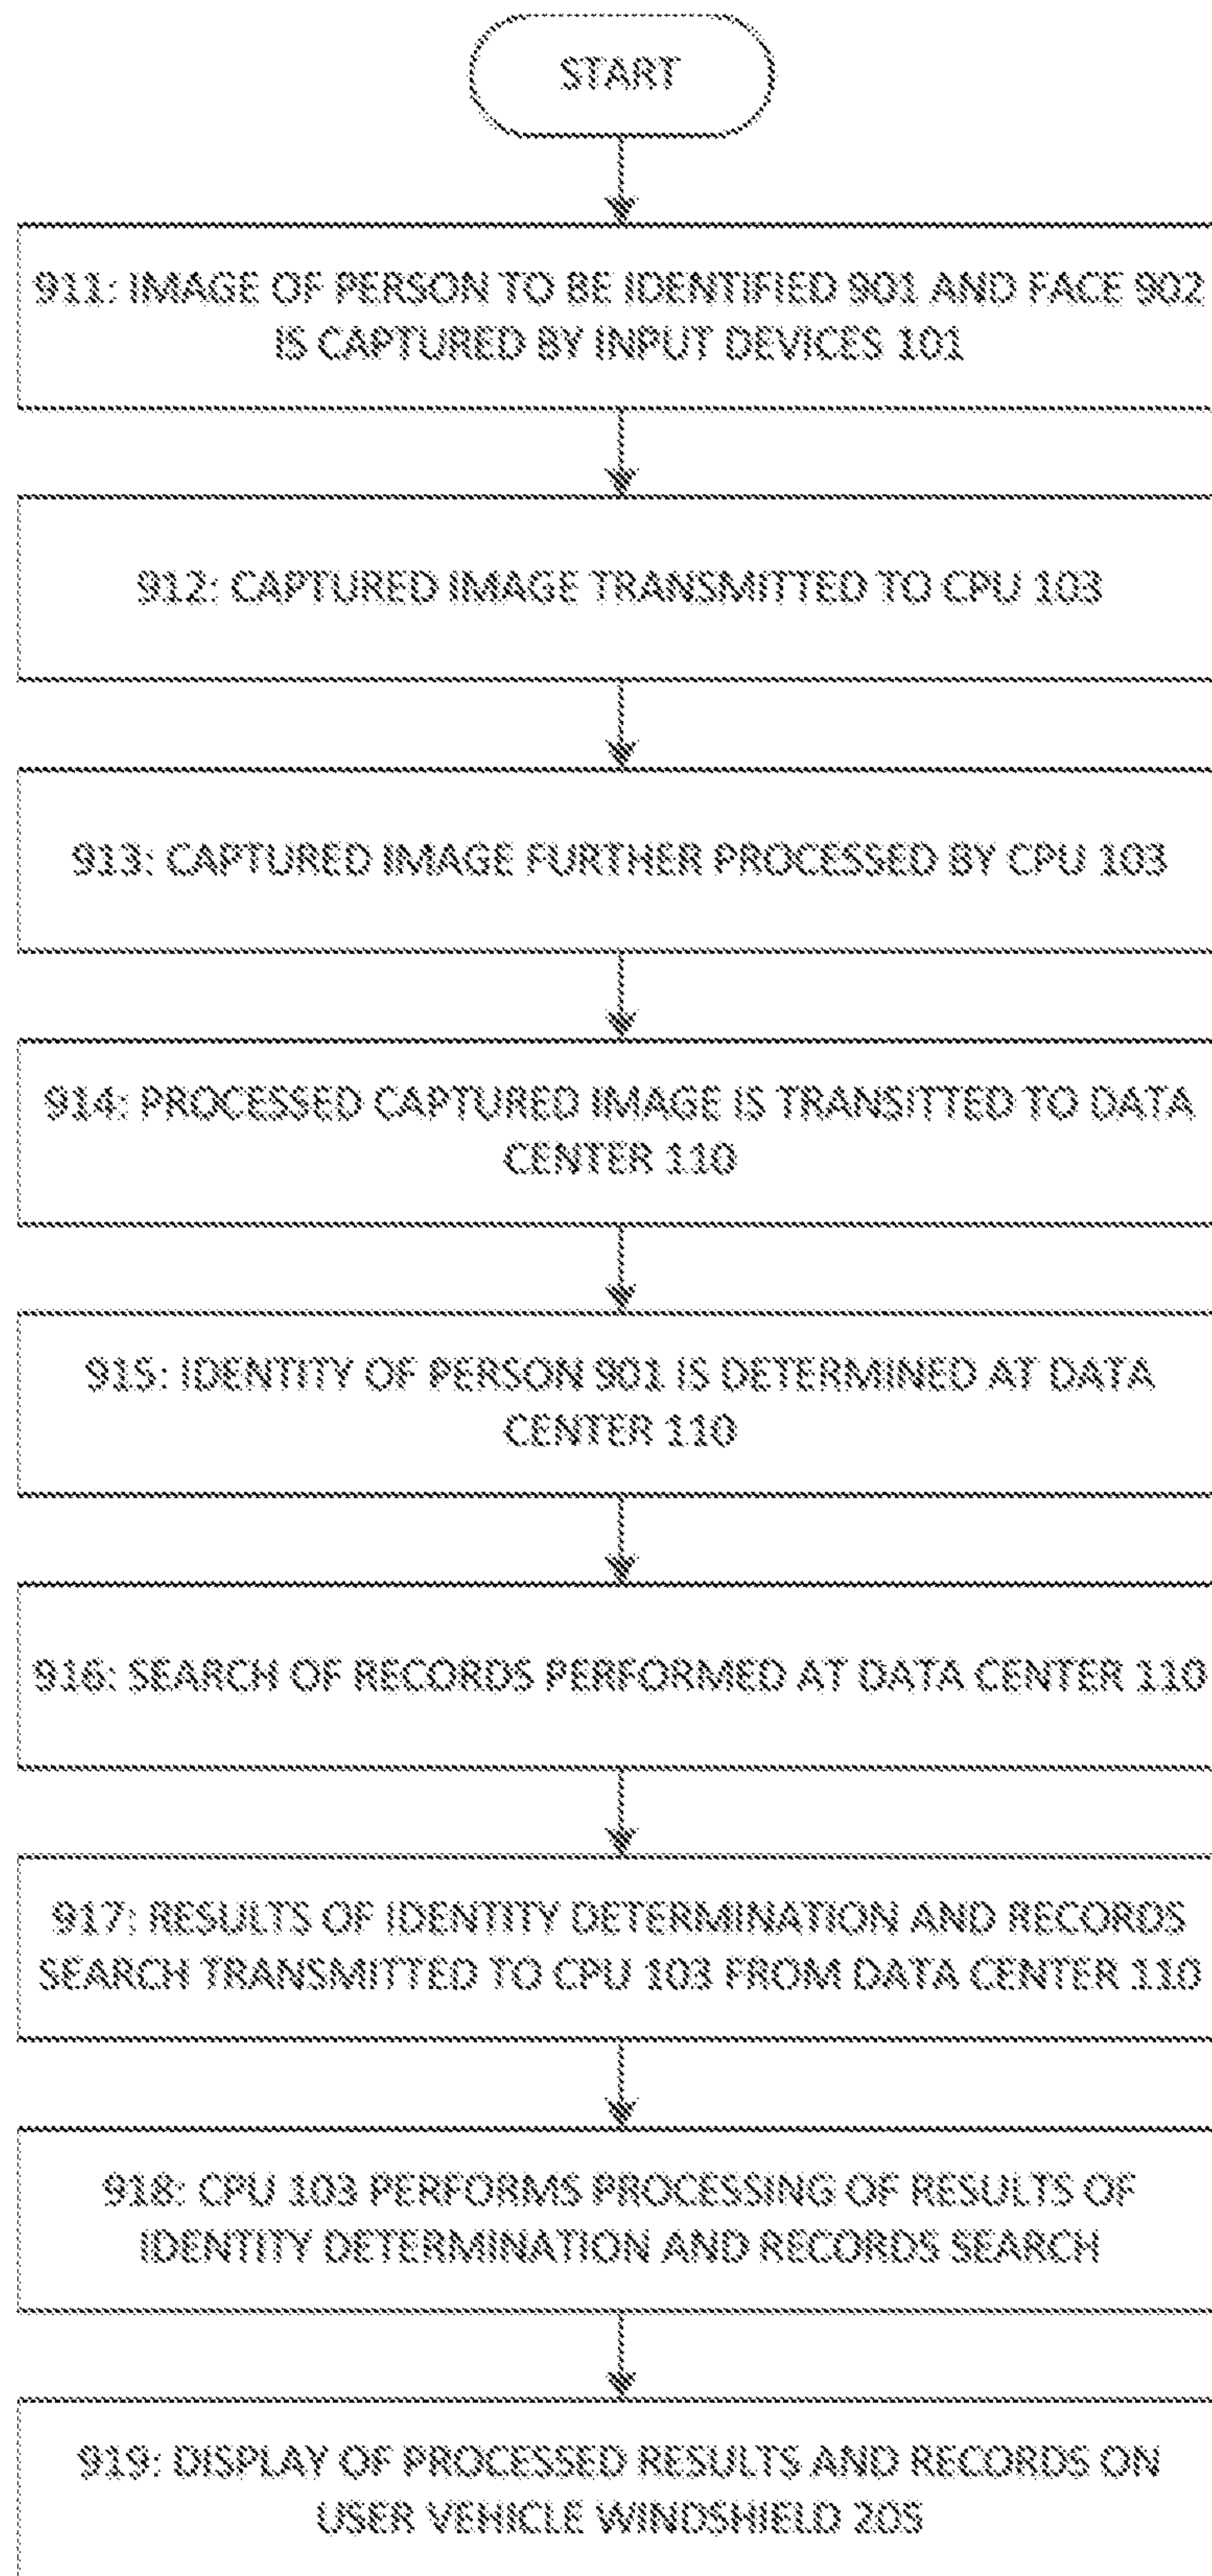 START
911: IMAGE OF PERSON TO BE IDENTIFIED 901 AND FACE 902
IS CAPTURED BY INPUT DEVICES 101
912: CAPTURED IMAGE TRANSMITTED TO CPU 103
913: CAPTURED IMAGE FURTHER PROCESSED BY CPU 103
914: PROCESSED CAPTURED IMAGE IS TRANSITTED TO DATA
CENTER 110
915: IDENTITY OF PERSON 901 IS DETERMINED AT DATA
CENTER 110
916: SEARCH OF RECORDS PERFORMED AT DATA CENTER 110
917: RESULTS OF IDENTITY DETERMINATION AND RECORDS
SEARCH TRANSMITTED TO CPU 103 FROM DATA CENTER 110
918: CPU 103 PERFORMS PROCESSING OF RESULTS OF
IDENTITY DETERMINATION AND RECORDS SEARCH
919: DISPLAY OF PROCESSED RESULTS AND RECORDS ON
USER VEHICLE WINDSHIELD 205